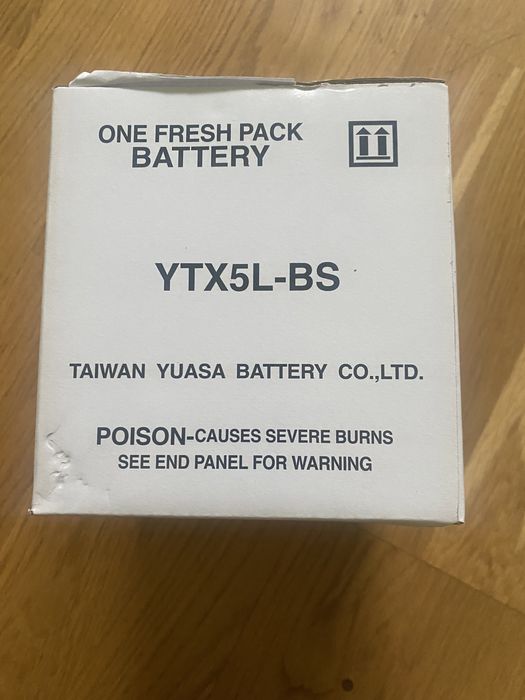 ONE FRESH PACK
BATTERY
YTX5L-BS
TAIWAN YUASA BATTERY CO.,LTD.
POISON-CAUSES SEVERE BURNS
SEE END PANEL FOR WARNING